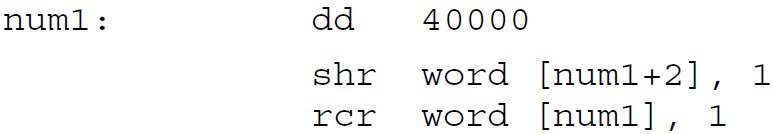 num1: dd 40000
shr word [num1+2], 1
rcr word [num1], 1